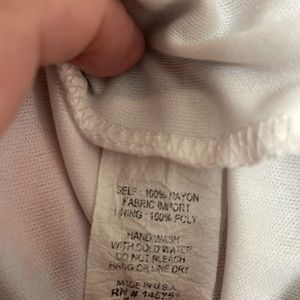 SELF : 100% RAYON
FABRIC IMPORT
LINING : 100% POLY
HAND WASH
WITH COLD WATER
DO NOT BLEACH
HANG OR LINE DRY
MADE IN U.S.A.
RN #